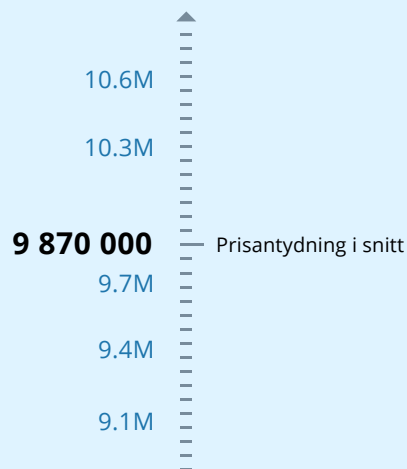 10.6M
10.3M
9 870 000 Prisantydning i snitt
9.7M
9.4M
9.1M